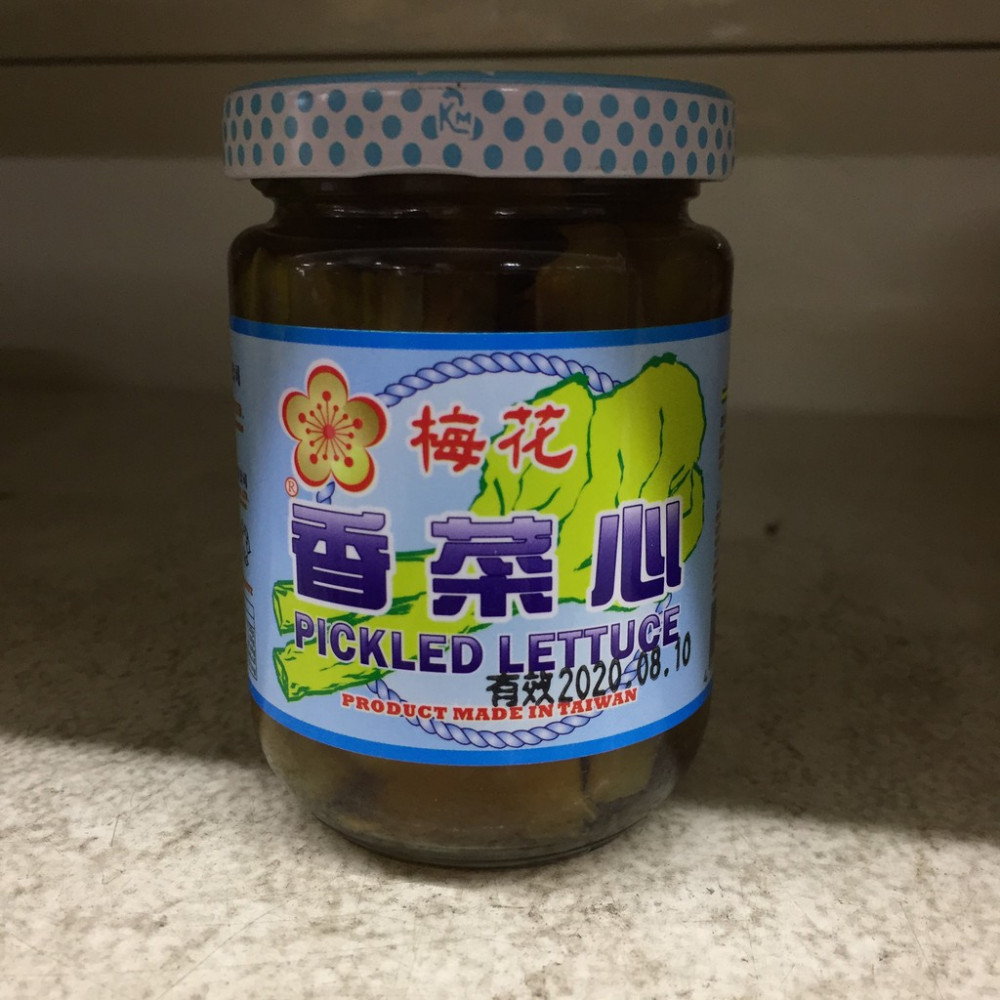 KM
梅花
®
香菜心
PICKLED LETTUCE
有效2020.08.10
PRODUCT MADE IN TAIWAN